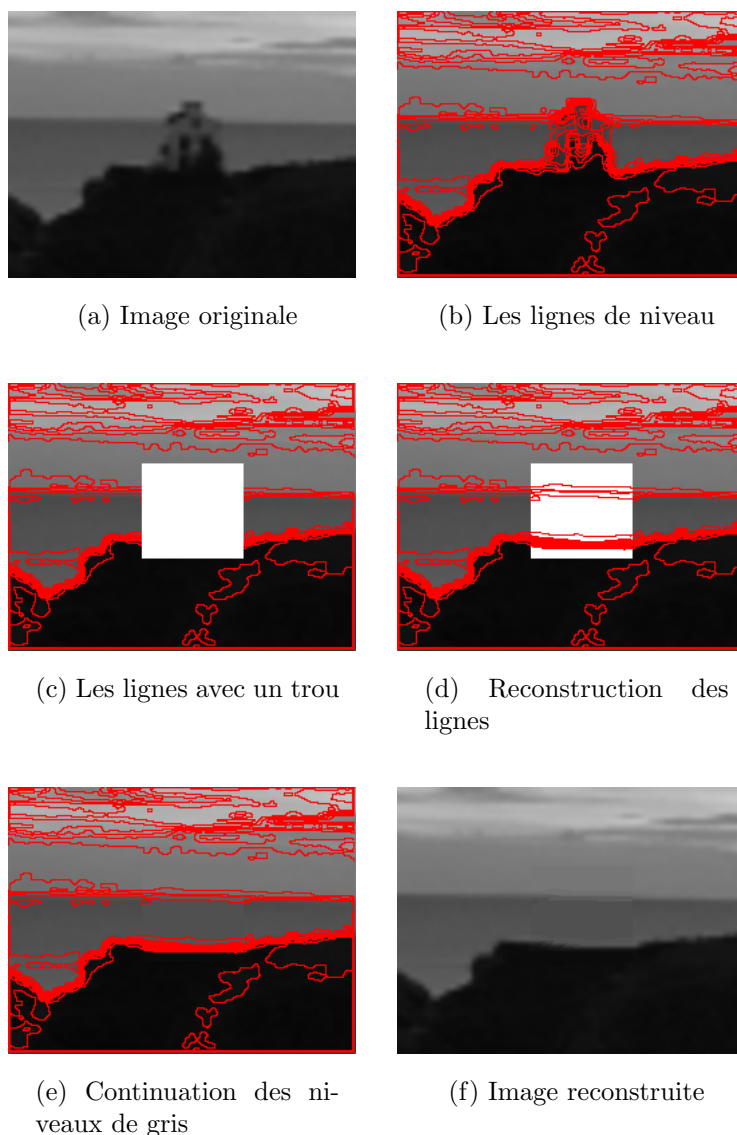 (a) Image originale
(b) Les lignes de niveau
(c) Les lignes avec un trou
(d) Reconstruction des
lignes
(e) Continuation des ni-
veaux de gris
(f) Image reconstruite